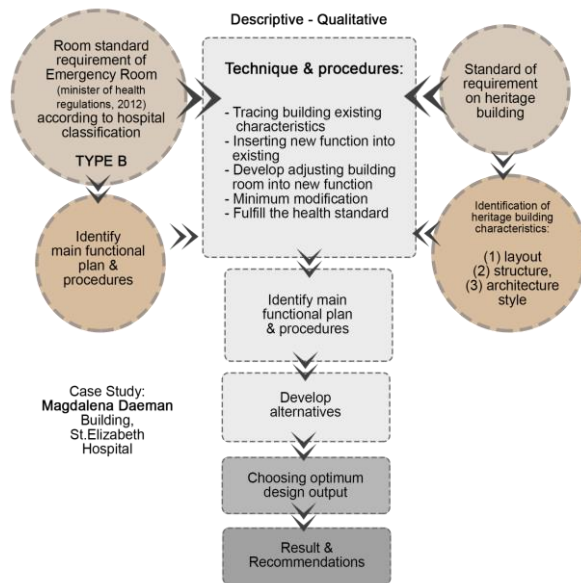 Descriptive - Qualitative
Room standard
requirement of
Emergency Room
(minister of health
regulations, 2012)
according to hospital
classification
TYPE B
Identify
main functional
plan &
procedures
Technique & procedures:
- Tracing building existing
characteristics
- Inserting new function into
existing
- Develop adjusting building
room into new function
- Minimum modification
- Fulfill the health standard
Standard of
requirement
on heritage
building
Identification of
heritage building
characteristics:
(1) layout
(2) structure,
(3) architecture
style
Identify main
functional plan
& procedures
Develop
alternatives
Choosing optimum
design output
Result &
Recommendations
Case Study:
Magdalena Daeman
Building,
St.Elizabeth
Hospital